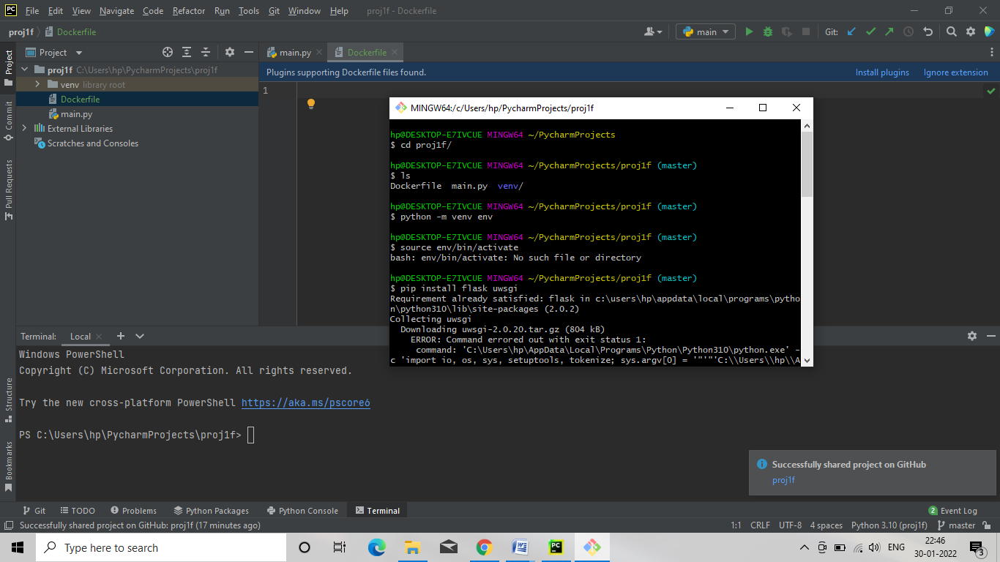 PC File Edit View Navigate Code Refactor Run Tools Git Window Help proj1f - Dockerfile
proj1f Dockerfile main Git:
Project
main.py Dockerfile
proj1f C:\Users\hp\PycharmProjects\proj1f
venv library root
Dockerfile
main.py
External Libraries
Scratches and Consoles
Project
Commit
Pull Requests
Structure
Bookmarks
Plugins supporting Dockerfile files found. Install plugins Ignore extension
1
MINGW64:/c/Users/hp/PycharmProjects/proj1f
hp@DESKTOP-E7IVCUE MINGW64 ~/PycharmProjects
$ cd proj1f/
hp@DESKTOP-E7IVCUE MINGW64 ~/PycharmProjects/proj1f (master)
$ ls
Dockerfile main.py venv/
hp@DESKTOP-E7IVCUE MINGW64 ~/PycharmProjects/proj1f (master)
$ python -m venv env
hp@DESKTOP-E7IVCUE MINGW64 ~/PycharmProjects/proj1f (master)
$ source env/bin/activate
bash: env/bin/activate: No such file or directory
hp@DESKTOP-E7IVCUE MINGW64 ~/PycharmProjects/proj1f (master)
$ pip install flask uwsgi
Requirement already satisfied: flask in c:\users\hp\appdata\local\programs\pytho
n\python310\lib\site-packages (2.0.2)
Collecting uwsgi
Downloading uwsgi-2.0.20.tar.gz (804 kB)
ERROR: Command errored out with exit status 1:
command: 'C:\Users\hp\AppData\Local\Programs\Python\Python310\python.exe' -
c 'import io, os, sys, setuptools, tokenize; sys.argv[0] = '"'"'C:\\Users\\hp\\A
Terminal: Local
Windows PowerShell
Copyright (C) Microsoft Corporation. All rights reserved.
Try the new cross-platform PowerShell https://aka.ms/pscore6
PS C:\Users\hp\PycharmProjects\proj1f>
Successfully shared project on GitHub
proj1f
Git TODO Problems Python Packages Python Console Terminal 2 Event Log
Successfully shared project on GitHub: proj1f (17 minutes ago) 1:1 CRLF UTF-8 4 spaces Python 3.10 (proj1f) master
Type here to search
PC
ENG
22:46
30-01-2022
3